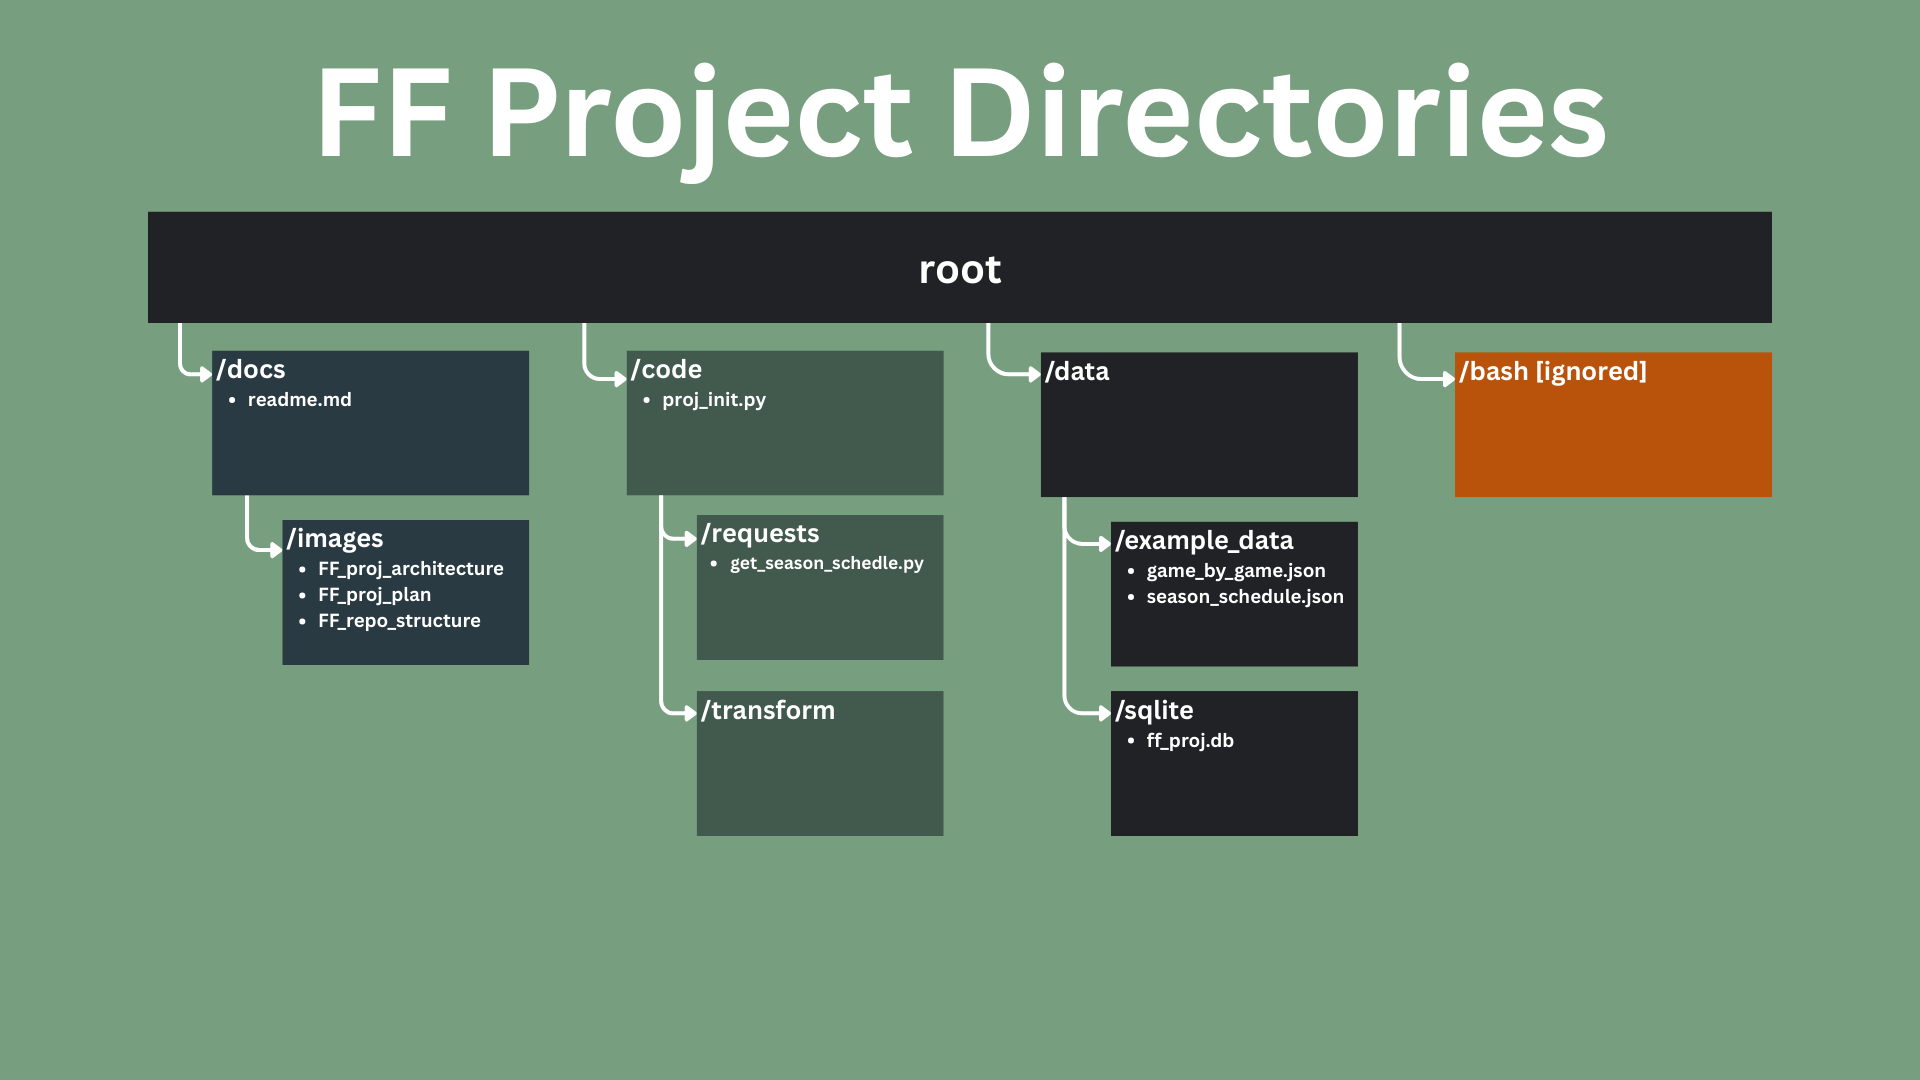 FF Project Directories
root
/docs
• readme.md
/images
• FF_proj_architecture
• FF_proj_plan
• FF_repo_structure
/code
• proj_init.py
/requests
• get_season_schedle.py
/transform
/data
/example_data
• game_by_game.json
• season_schedule.json
/sqlite
• ff_proj.db
/bash [ignored]